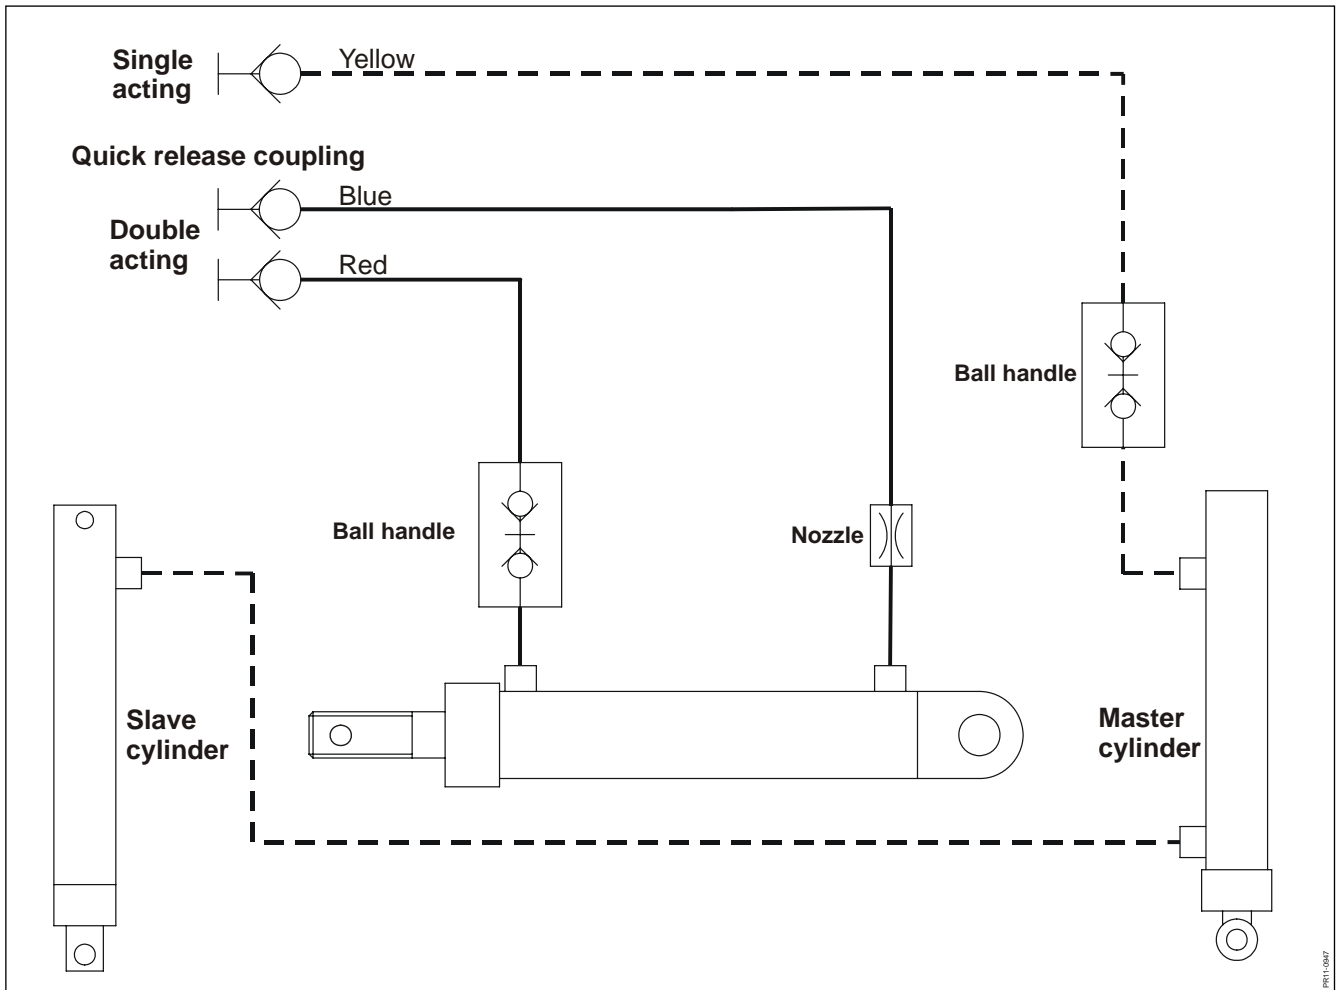 Single
acting
Yellow
Quick release coupling
Blue
Double
acting
Red
Ball handle
Ball handle
Nozzle
Slave
cylinder
Master
cylinder
PR11-0947